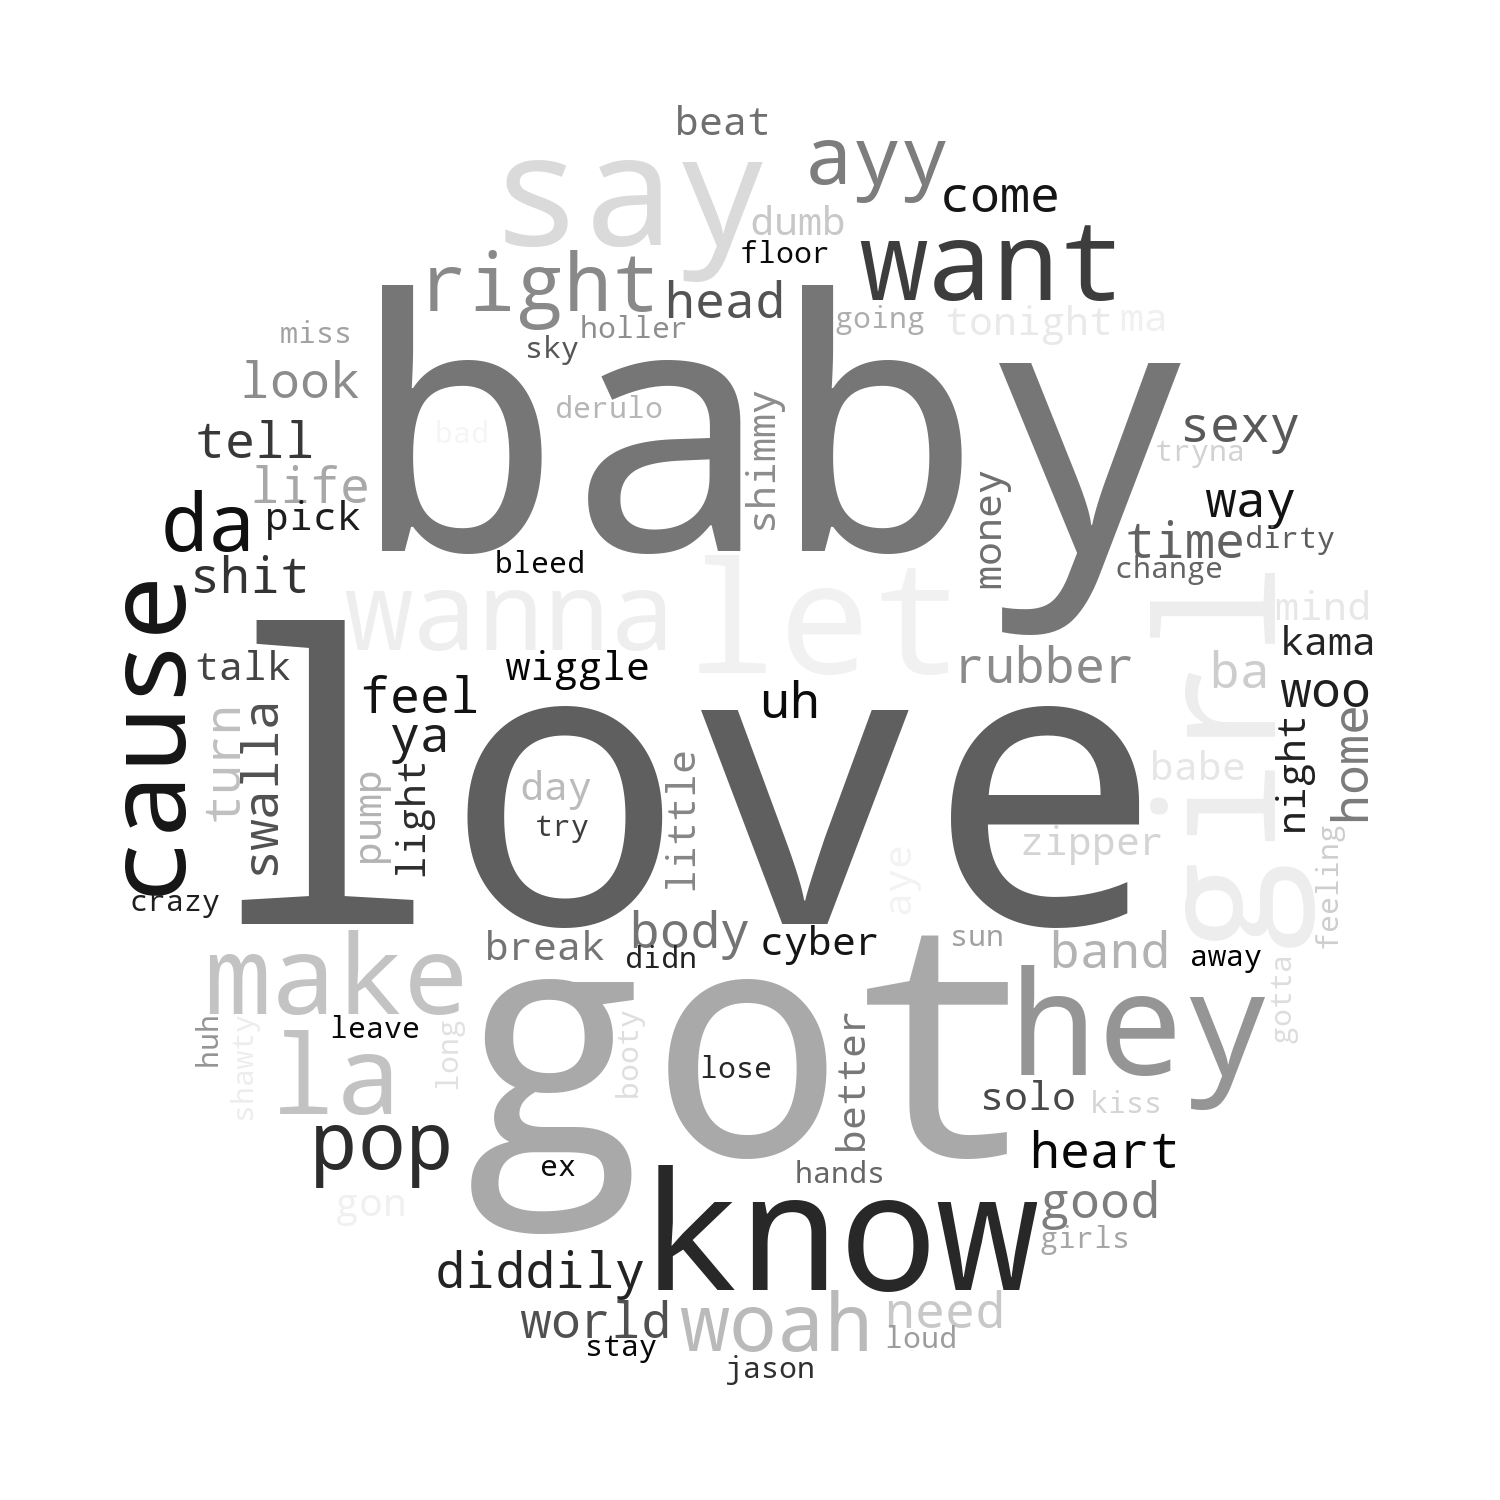 beat
say
ayy
come
dumb
want
floor
right
head
baby
going
tonight
ma
miss
holler
sky
look
derulo
shimmy
bad
tell
sexy
tryna
life
money
way
da
pick
time
dirty
bleed
change
shit
wanna
let
girl
mind
cause
love
talk
wiggle
rubber
kama
ba
feel
uh
woo
turn
swalla
ya
night
home
light
pump
day
little
babe
try
zipper
aye
feeling
crazy
body
break
didn
cyber
sun
band
away
make
got
hey
gotta
huh
shawty
leave
long
booty
better
la
lose
solo
kiss
pop
heart
ex
hands
know
gon
good
girls
diddily
world
woah
need
stay
loud
jason